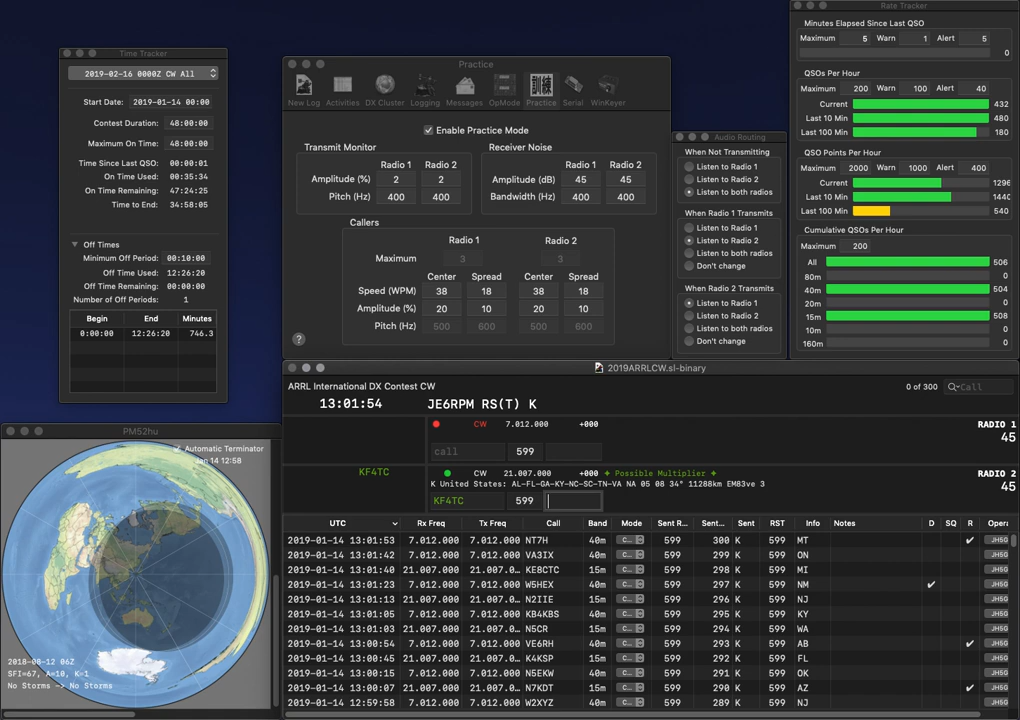 Time Tracker
2019-02-16 0000Z CW All
Start Date: 2019-01-14 00:00
Contest Duration: 48:00:00
Maximum On Time: 48:00:00
Time Since Last QSO: 00:00:01
On Time Used: 00:35:34
On Time Remaining: 47:24:25
Time to End: 34:58:05
Off Times
Minimum Off Period: 00:10:00
Off Time Used: 12:26:20
Off Time Remaining: 00:00:00
Number of Off Periods: 1
Begin End Minutes
0:00:00 12:26:20 746.3
Practice
New Log Activities DX Cluster Logging Messages OpMode 訓練 Practice Serial WinKeyer
Enable Practice Mode
Transmit Monitor
Radio 1 Radio 2
Amplitude (%) 2 2
Pitch (Hz) 400 400
Receiver Noise
Radio 1 Radio 2
Amplitude (dB) 45 45
Bandwidth (Hz) 400 400
Callers
Radio 1 Radio 2
Maximum 3 3
Center Spread Center Spread
Speed (WPM) 38 18 38 18
Amplitude (%) 20 10 20 10
Pitch (Hz) 500 600 500 600
?
Audio Routing
When Not Transmitting
Listen to Radio 1
Listen to Radio 2
Listen to both radios
When Radio 1 Transmits
Listen to Radio 1
Listen to Radio 2
Listen to both radios
Don't change
When Radio 2 Transmits
Listen to Radio 1
Listen to Radio 2
Listen to both radios
Don't change
Rate Tracker
Minutes Elapsed Since Last QSO
Maximum 5 Warn 1 Alert 5
0
QSOs Per Hour
Maximum 200 Warn 100 Alert 40
Current 432
Last 10 Min 480
Last 100 Min 180
QSO Points Per Hour
Maximum 2000 Warn 1000 Alert 400
Current 1296
Last 10 Min 1440
Last 100 Min 540
Cumulative QSOs Per Hour
Maximum 200
All 506
80m 0
40m 504
20m 0
15m 508
10m 0
160m 0
PM52hu
Automatic Terminator
Jan 14 12:58
2018-08-12 06Z
SFI=67, A=10, K=1
No Storms -> No Storms
2019ARRLCW.sl-binary
ARRL International DX Contest CW
0 of 300 Call
13:01:54 JE6RPM RS(T) K
CW 7.012.000 +000 RADIO 1
call 599 45
KF4TC CW 21.007.000 +000 ✦ Possible Multiplier ✦ RADIO 2
K United States: AL-FL-GA-KY-NC-SC-TN-VA NA 05 08 34° 11288km EM83ve 3 45
KF4TC 599
UTC Rx Freq Tx Freq Call Band Mode Sent R... Sent... Sent RST Info Notes D SQ R Opera
2019-01-14 13:01:53 7.012.000 7.012.0... NT7H 40m C... 599 300 K 599 MT ✔ JH5G
2019-01-14 13:01:42 7.012.000 7.012.0... VA3IX 40m C... 599 299 K 599 ON JH5G
2019-01-14 13:01:40 21.007.000 21.007.0... KE8CTC 15m C... 599 298 K 599 MI JH5G
2019-01-14 13:01:23 7.012.000 7.012.0... W5HEX 40m C... 599 297 K 599 NM ✔ JH5G
2019-01-14 13:01:13 21.007.000 21.007.0... N2IIE 15m C... 599 296 K 599 NJ JH5G
2019-01-14 13:01:05 7.012.000 7.012.0... KB4KBS 40m C... 599 295 K 599 KY JH5G
2019-01-14 13:01:03 21.007.000 21.007.0... N5CR 15m C... 599 294 K 599 WA JH5G
2019-01-14 13:00:54 7.012.000 7.012.0... VE6RH 40m C... 599 293 K 599 AB ✔ JH5G
2019-01-14 13:00:45 21.007.000 21.007.0... K4KSP 15m C... 599 292 K 599 FL JH5G
2019-01-14 13:00:15 7.012.000 7.012.0... N5EKW 40m C... 599 291 K 599 OK JH5G
2019-01-14 13:00:07 21.007.000 21.007.0... N7KDT 15m C... 599 290 K 599 AZ ✔ JH5G
2019-01-14 12:59:58 7.012.000 7.012.0... W2XYZ 40m C... 599 289 K 599 NJ JH5G